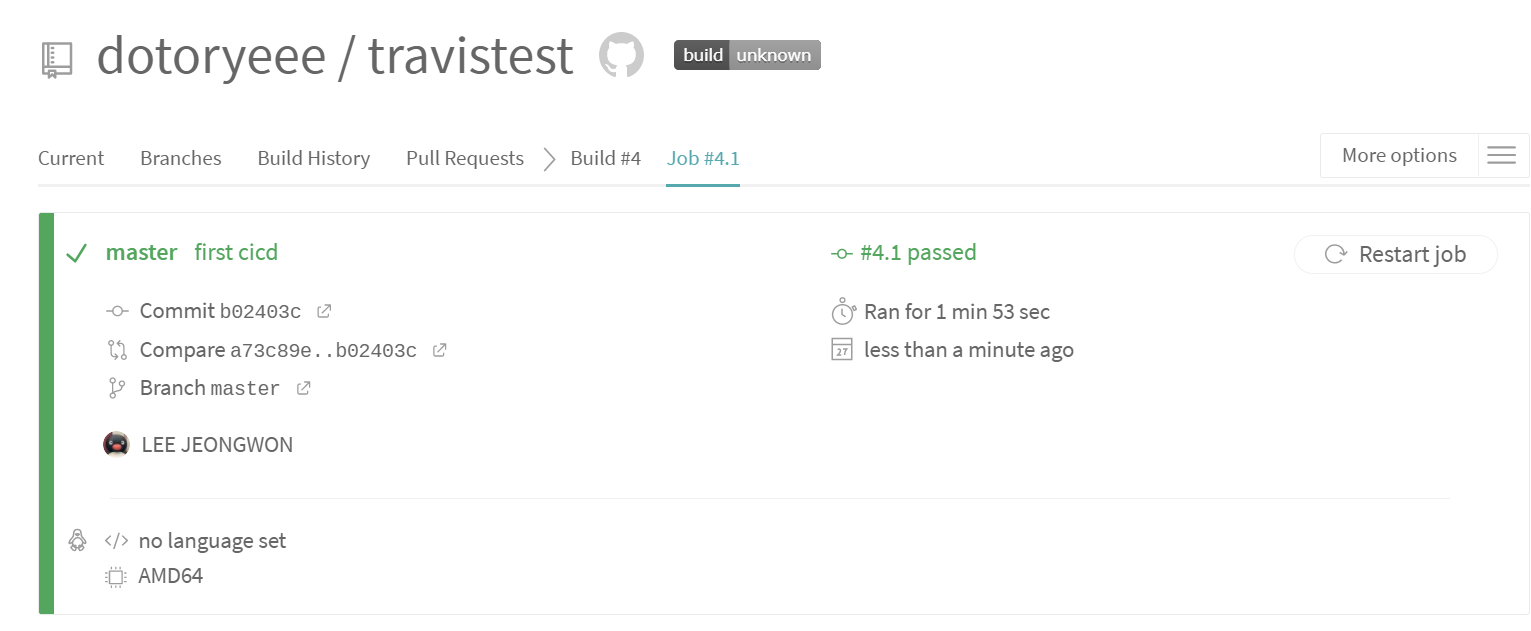 dotoryeee / travistest
build unknown
Current Branches Build History Pull Requests Build #4 Job #4.1
More options
master first cicd
#4.1 passed
Restart job
Commit b02403c
Ran for 1 min 53 sec
Compare a73c89e..b02403c
27 less than a minute ago
Branch master
LEE JEONGWON
</> no language set
AMD64